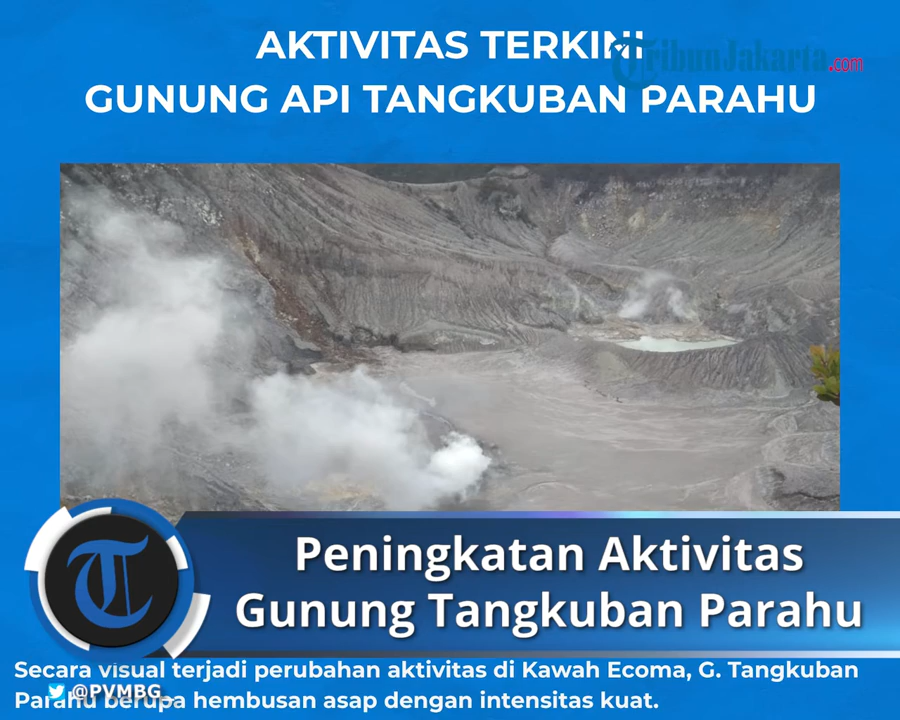 AKTIVITAS TERKINI
TribunJakarta.com
GUNUNG API TANGKUBAN PARAHU
Peningkatan Aktivitas
Gunung Tangkuban Parahu
Secara visual terjadi perubahan aktivitas di Kawah Ecoma, G. Tangkuban
@PVMBG_
Parahu berupa hembusan asap dengan intensitas kuat.